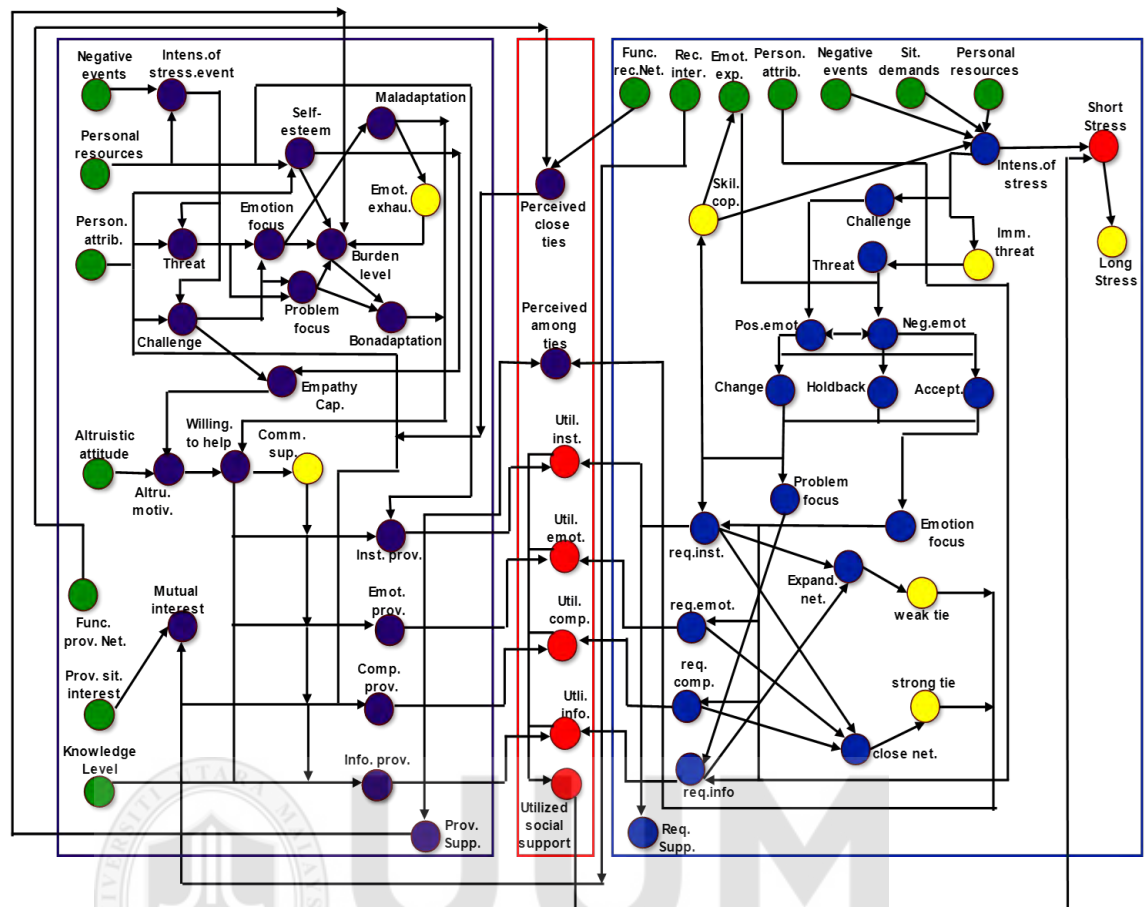 Negative
events
Intens.of
stress.event
Maladaptation
Self-
esteem
Personal
resources
Emot.
exhau.
Emotion
focus
Person.
attrib.
Threat
Burden
level
Problem
focus
Challenge
Bonadaptation
Empathy
Cap.
Altruistic
attitude
Willing.
to help
Comm.
sup.
Altru.
motiv.
Inst. prov.
Mutual
interest
Func.
prov. Net.
Emot.
prov.
Prov. sit.
interest
Comp.
prov.
Knowledge
Level
Info. prov.
Prov.
Supp.
Perceived
close
ties
Perceived
among
ties
Util.
inst.
Util.
emot.
Util.
comp.
Utli.
info.
Utilized
social
support
Func.
rec.Net.
Rec.
inter.
Emot.
exp.
Person.
attrib.
Negative
events
Sit.
demands
Personal
resources
Short
Stress
Intens.of
stress
Skil.
cop.
Challenge
Imm.
threat
Threat
Long
Stress
Pos.emot
Neg.emot
Change
Holdback
Accept.
Problem
focus
req.inst.
Emotion
focus
Expand.
net.
weak tie
req.emot.
req.
comp.
strong tie
close net.
req.info
Req.
Supp.
UUM